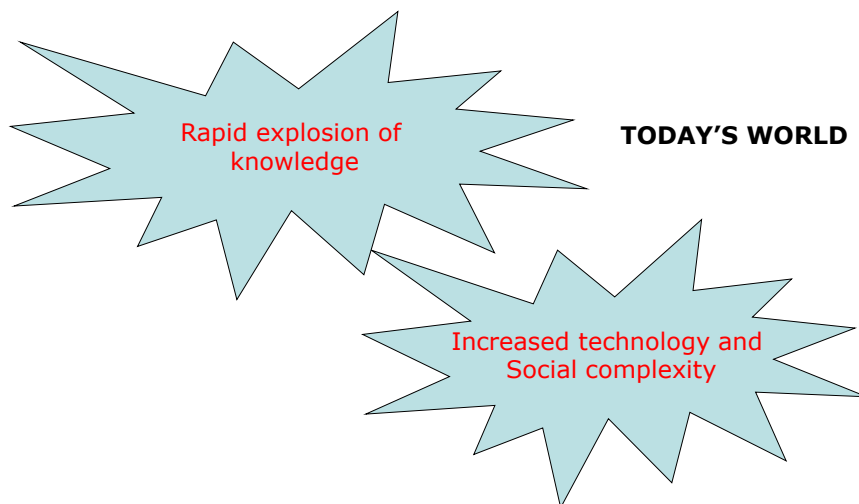 Rapid explosion of
knowledge
TODAY’S WORLD
Increased technology and
Social complexity